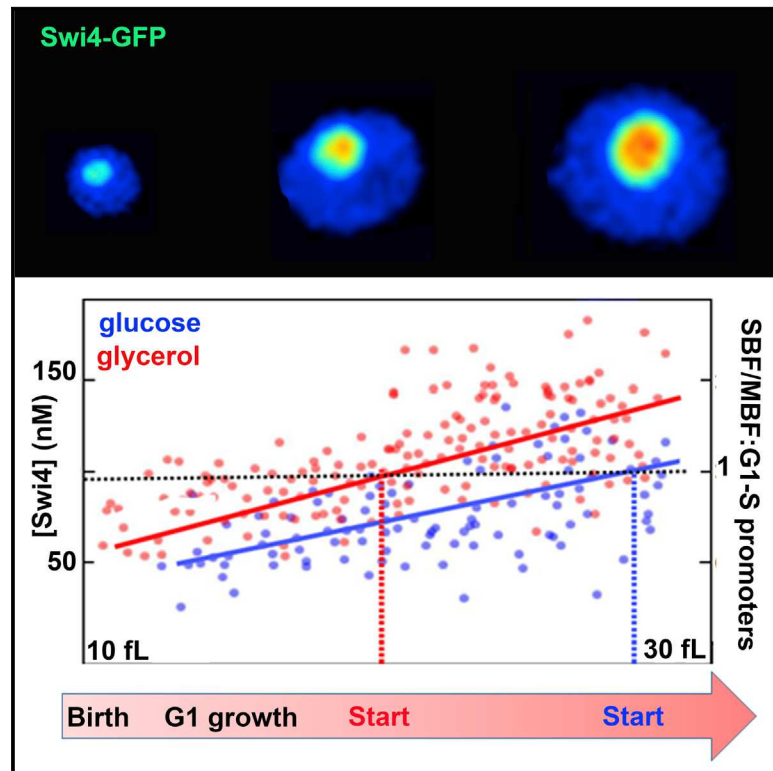 Swi4-GFP
glucose
glycerol
150
50
[Swi4] (nM)
1
SBF/MBF:G1-S promoters
10 fL
30 fL
Birth
G1 growth
Start
Start